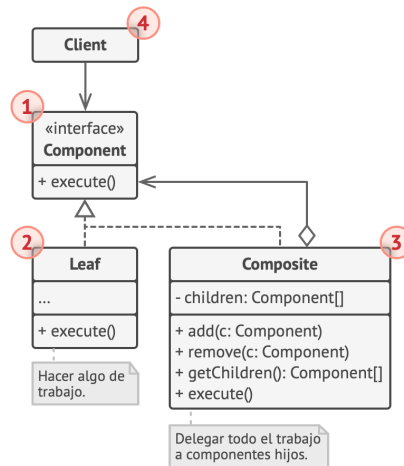 4
Client
1
«interface»
Component
+ execute()
2
Leaf
...
+ execute()
Hacer algo de
trabajo.
3
Composite
- children: Component[]
+ add(c: Component)
+ remove(c: Component)
+ getChildren(): Component[]
+ execute()
Delegar todo el trabajo
a componentes hijos.